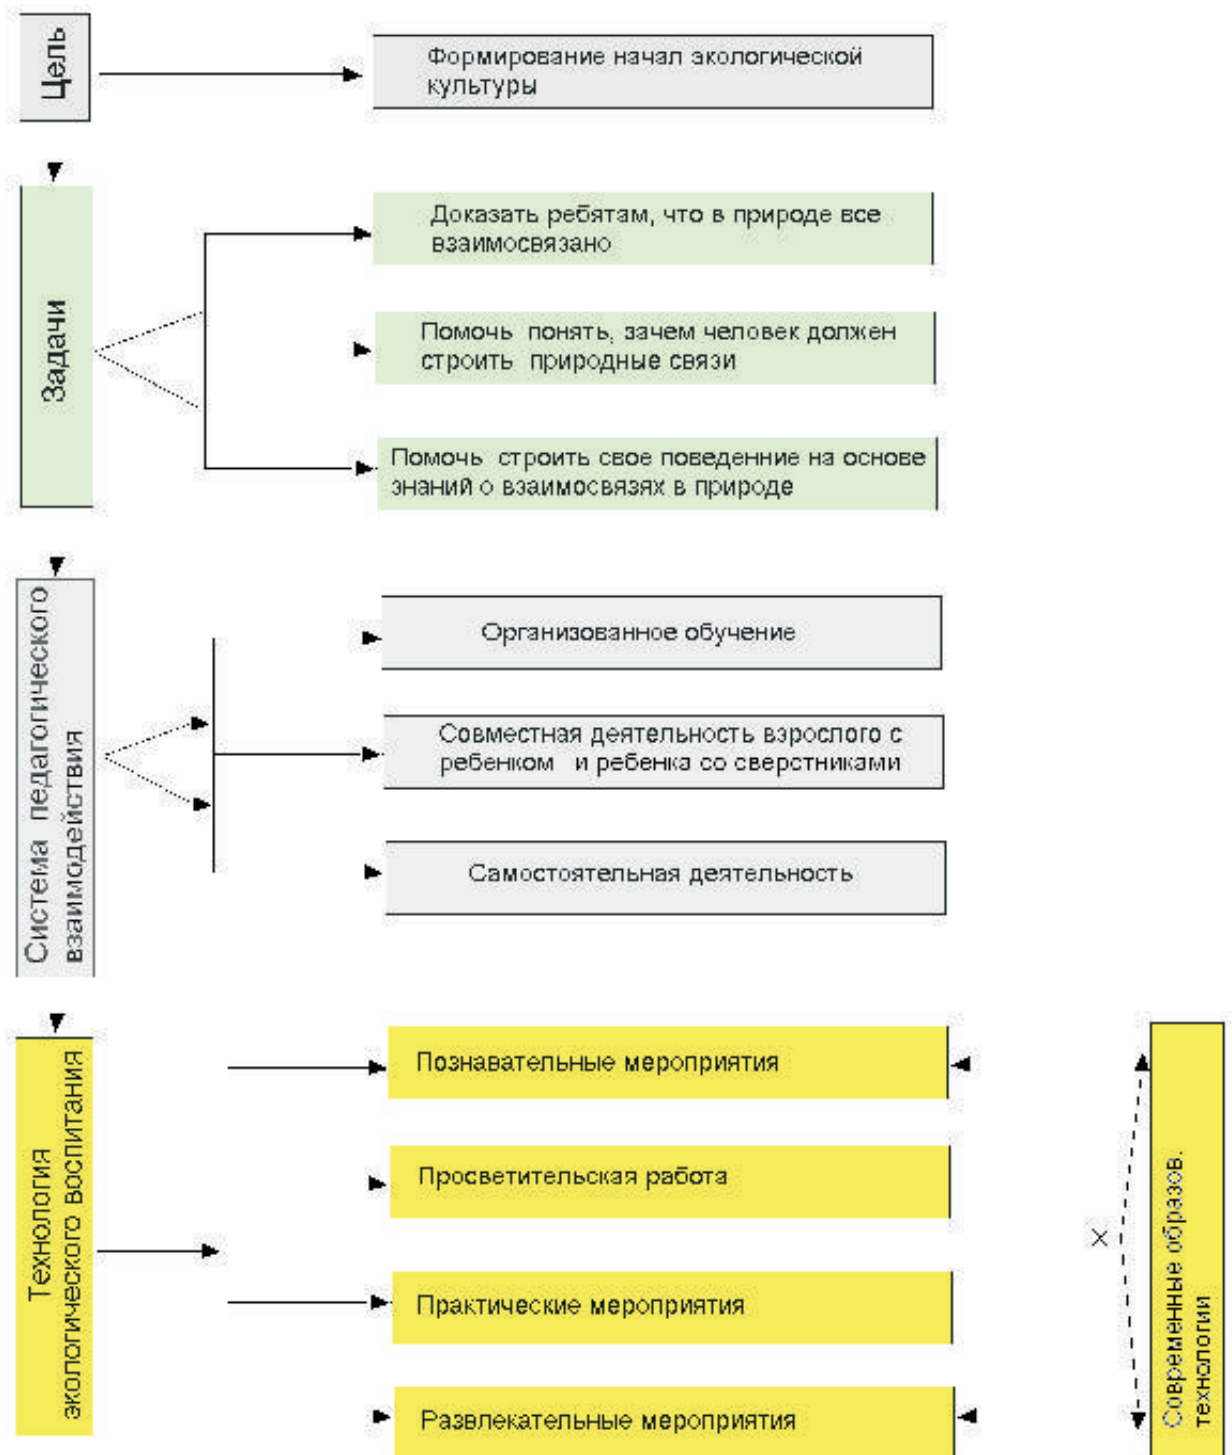 Цель
Формирование начал экологической
культуры
Задачи
Доказать ребятам, что в природе все
взаимосвязано
Помочь понять, зачем человек должен
строить природные связи
Помочь строить свое поведенние на основе
знаний о взаимосвязях в природе
Система педагогического
взаимодействия
Организованное обучение
Совместная деятельность взрослого с
ребенком и ребенка со сверстниками
Самостоятельная деятельность
Технология
экологического воспитания
Познавательные мероприятия
Просветительская работа
Практические мероприятия
Развлекательные мероприятия
X
Современные образов.
технологии